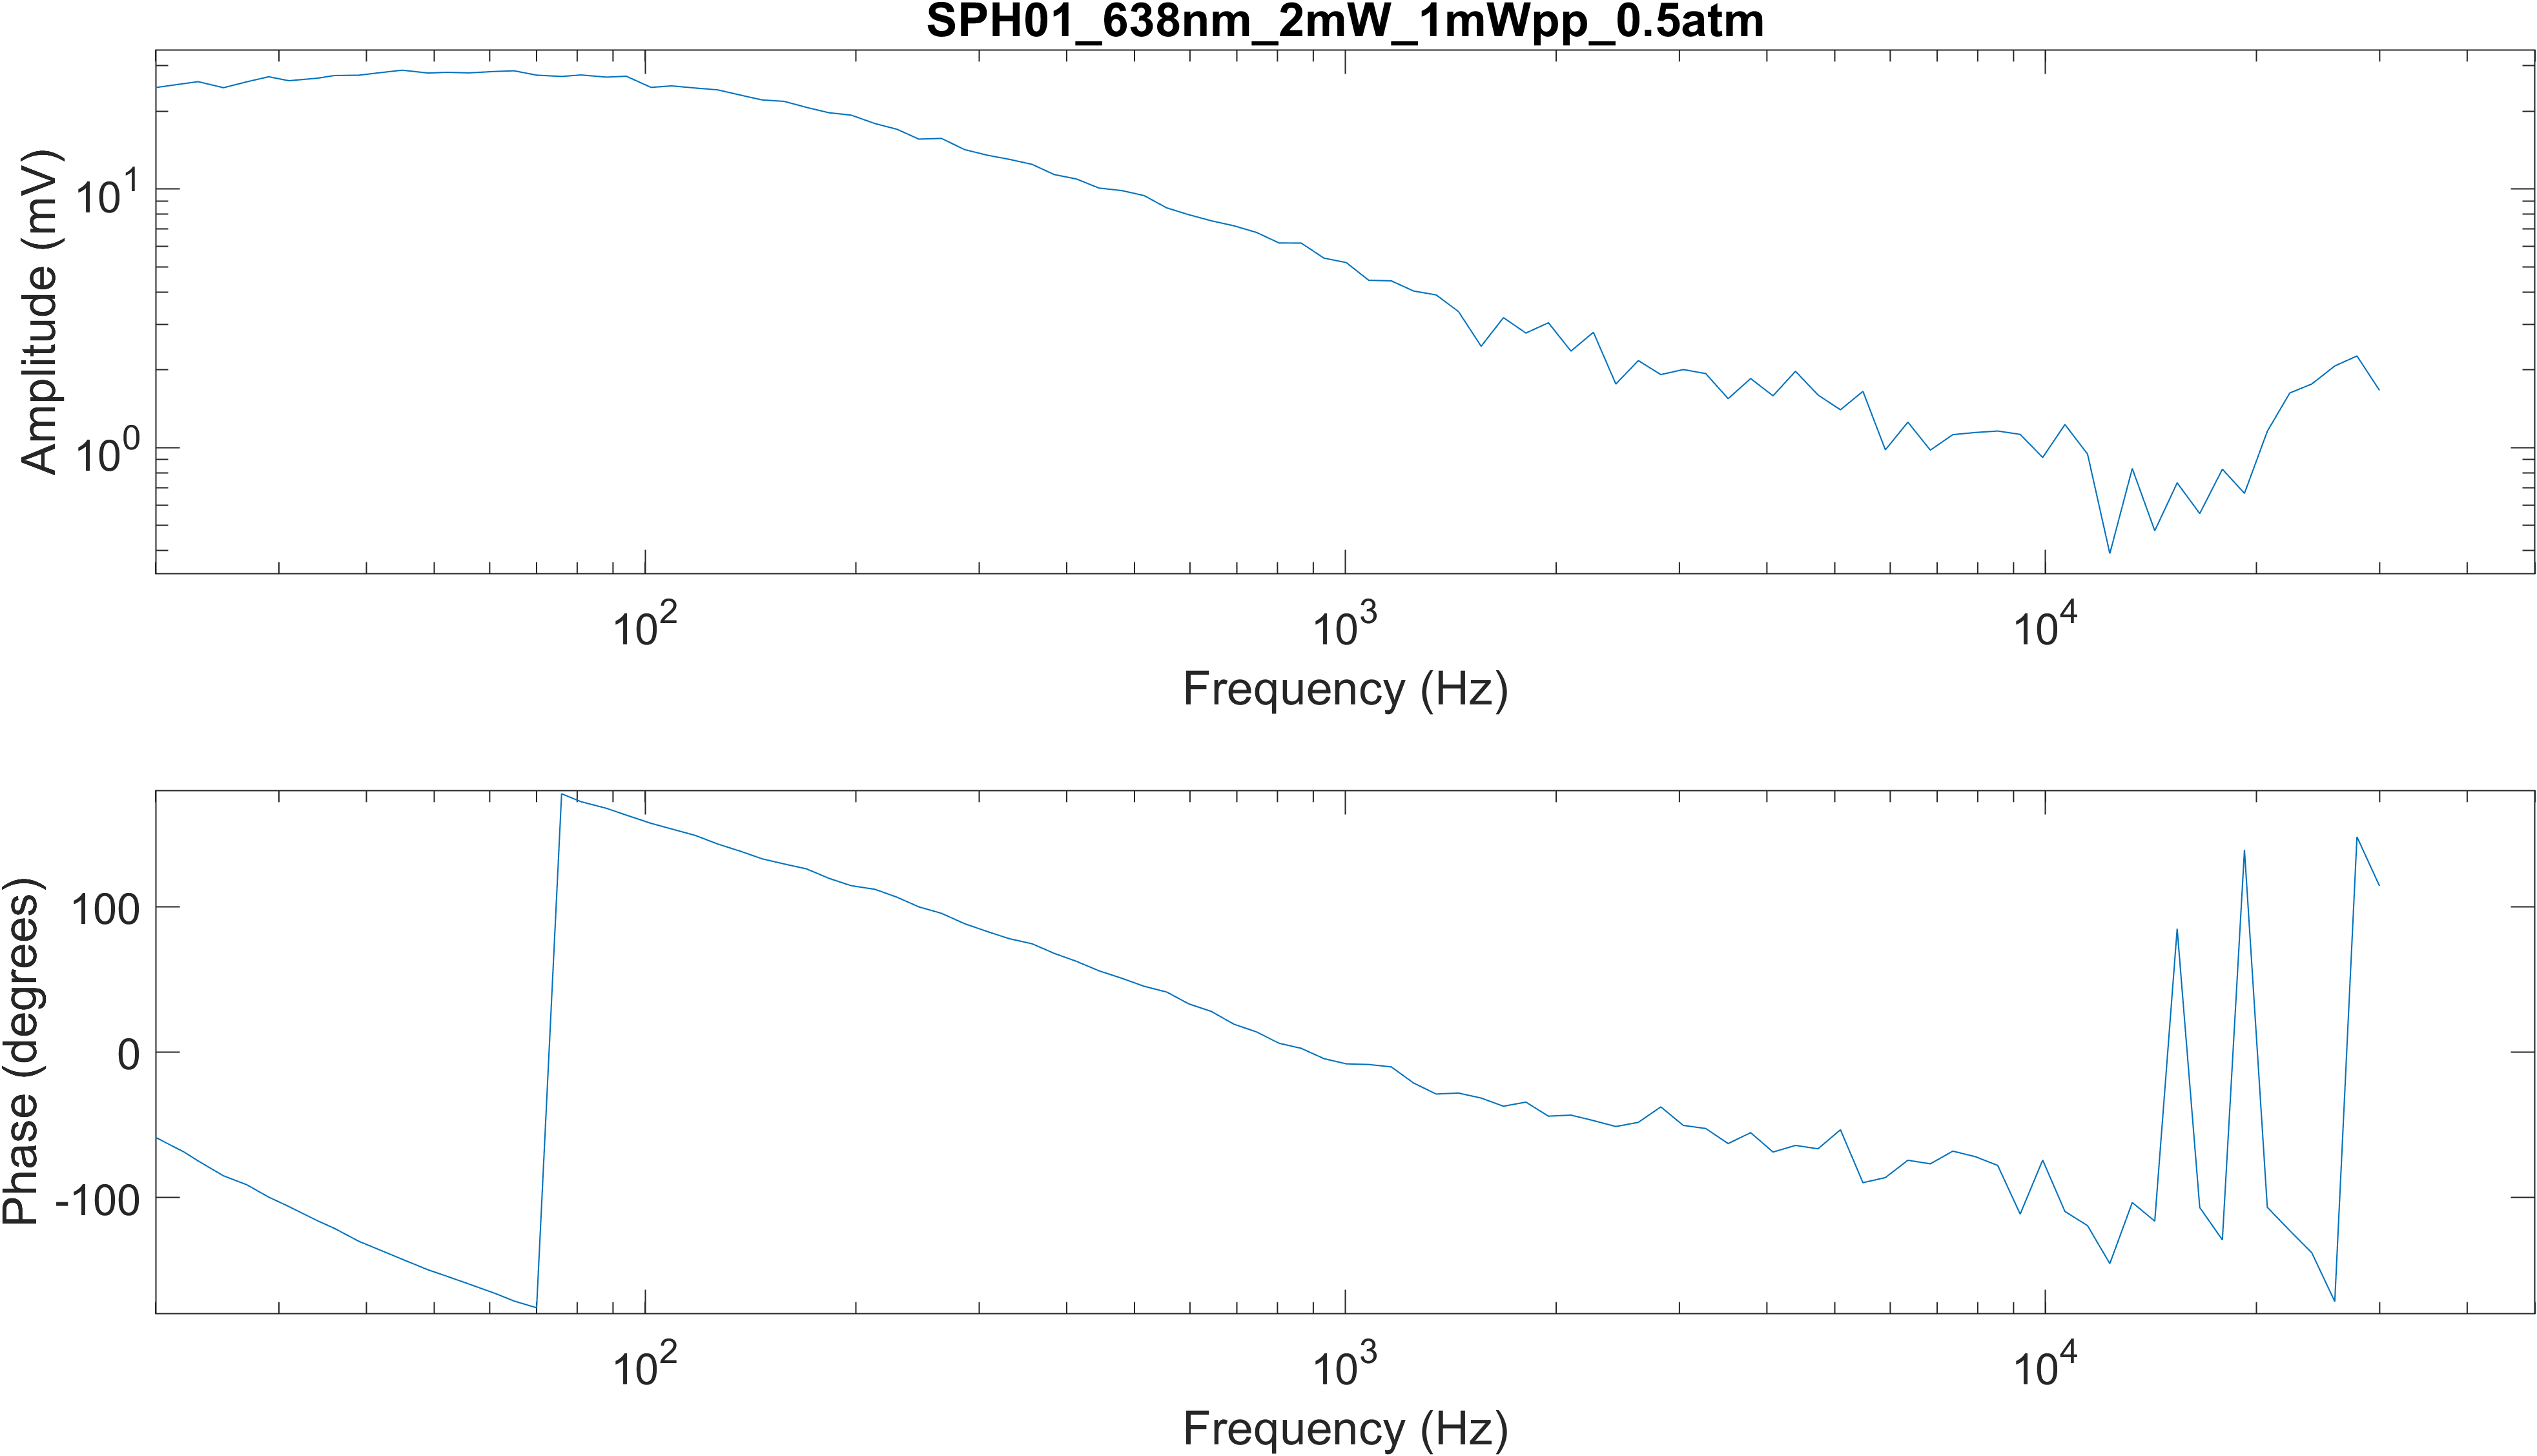 SPH01_638nm_2mW_1mWpp_0.5atm
Amplitude (mV)
10^1
10^0
10^2 10^3 10^4
Frequency (Hz)
Phase (degrees)
100
0
-100
10^2 10^3 10^4
Frequency (Hz)